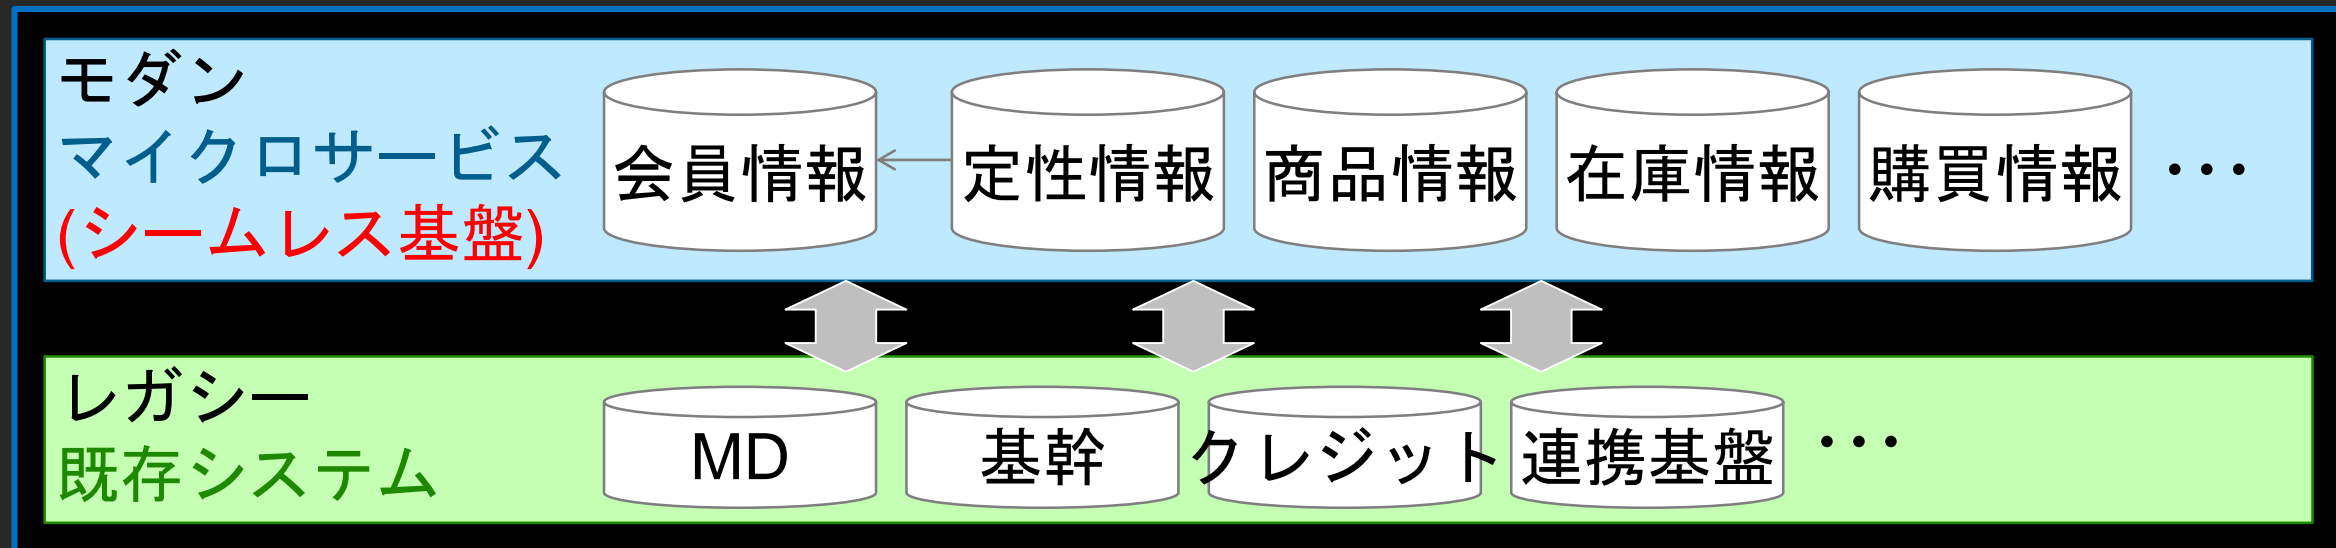 モダン
マイクロサービス
(シームレス基盤)
会員情報
定性情報
商品情報
在庫情報
購買情報
・・・
レガシー
既存システム
MD
基幹
クレジット
連携基盤
・・・